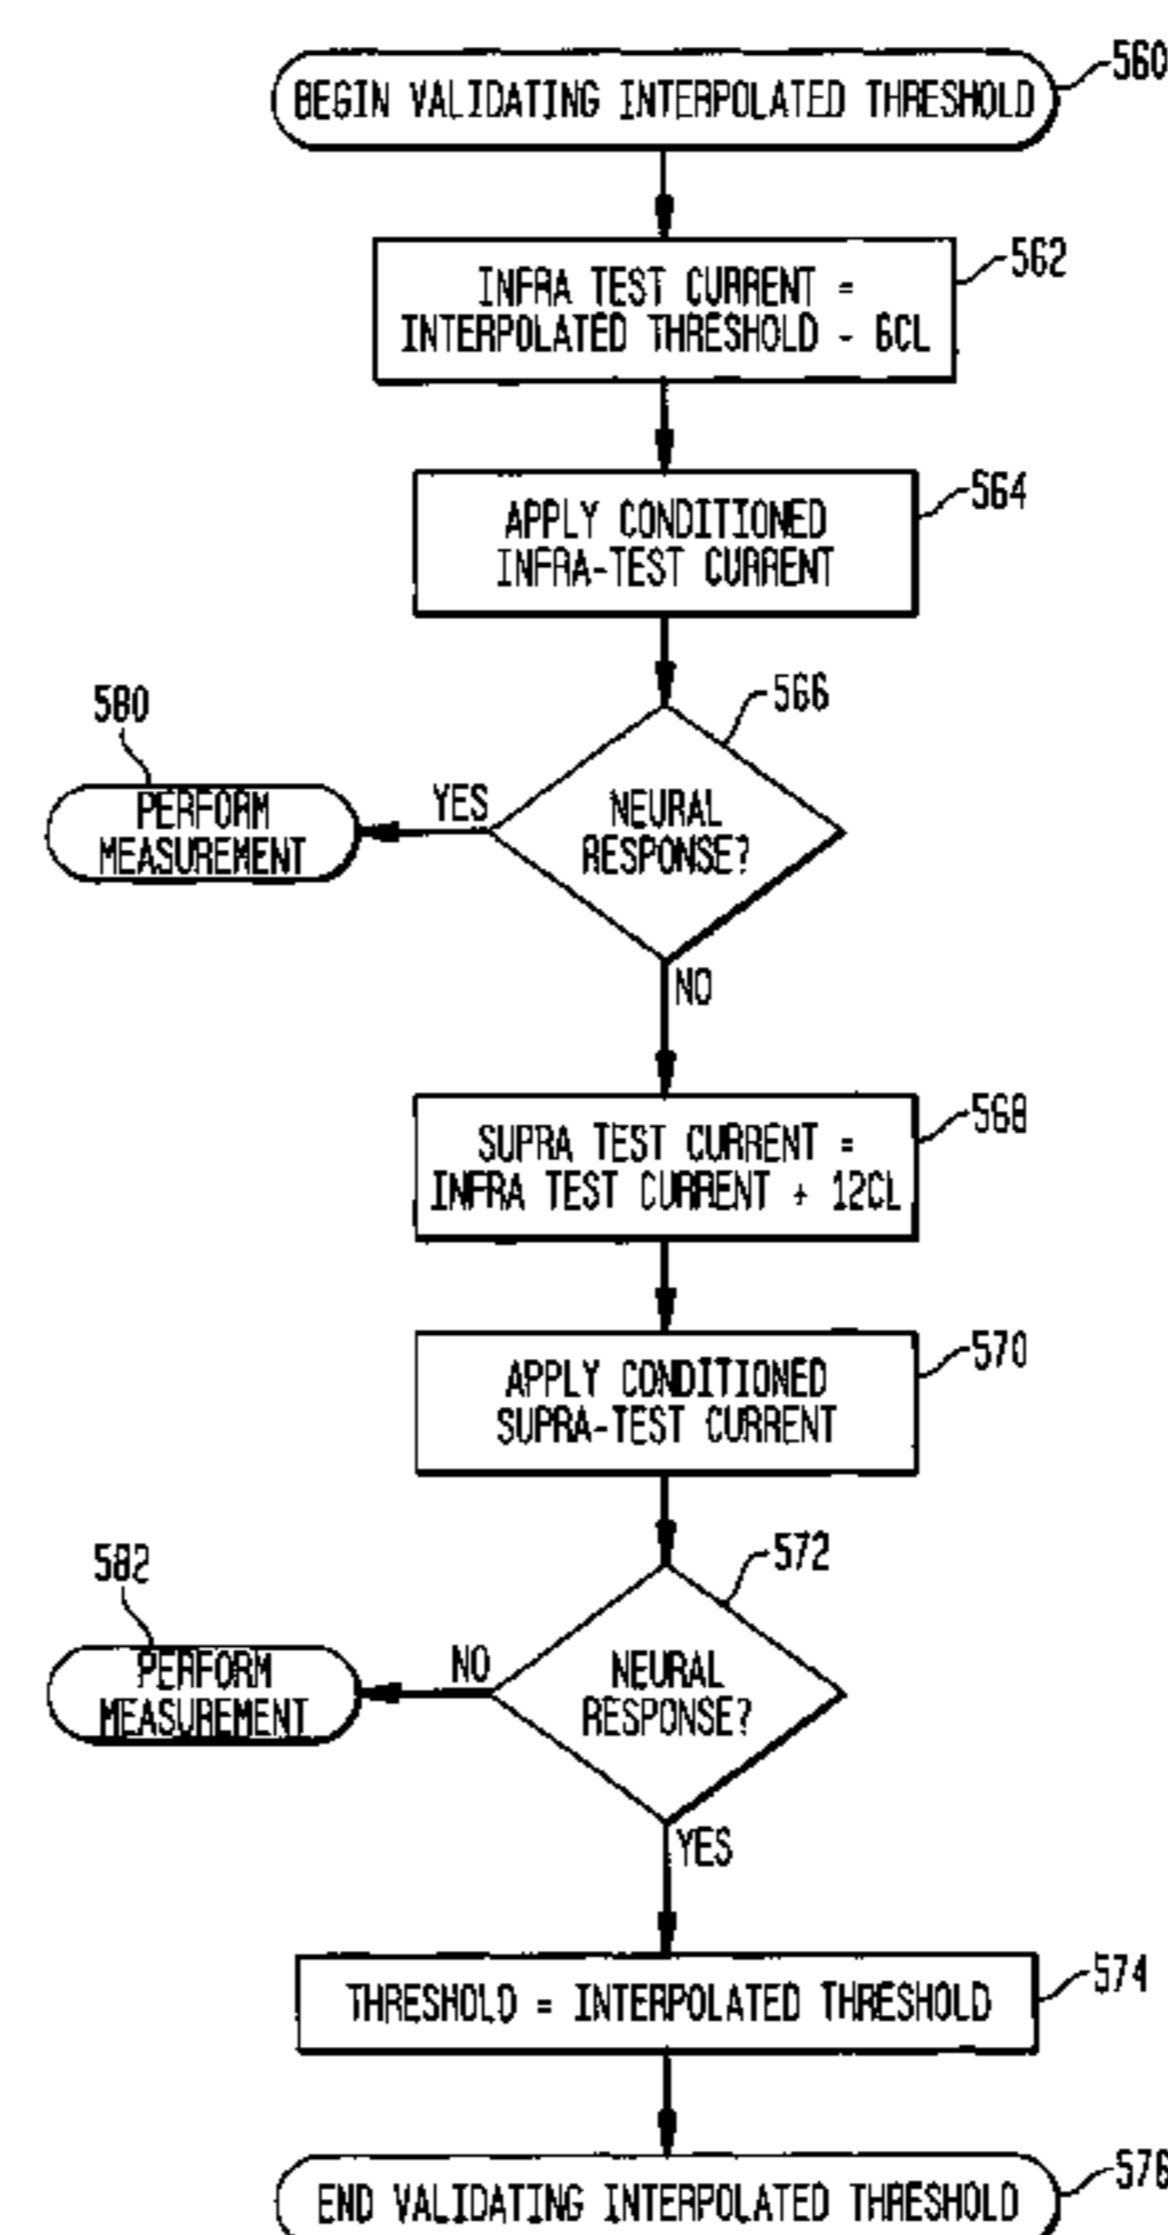 560
BEGIN VALIDATING INTERPOLATED THRESHOLD
562
INFRA TEST CURRENT =
INTERPOLATED THRESHOLD - 6CL
564
APPLY CONDITIONED
INFRA-TEST CURRENT
566
580
YES
NEURAL
RESPONSE?
PERFORM
MEASUREMENT
NO
568
SUPRA TEST CURRENT =
INFRA TEST CURRENT + 12CL
570
APPLY CONDITIONED
SUPRA-TEST CURRENT
572
582
NO
NEURAL
RESPONSE?
PERFORM
MEASUREMENT
YES
574
THRESHOLD = INTERPOLATED THRESHOLD
576
END VALIDATING INTERPOLATED THRESHOLD